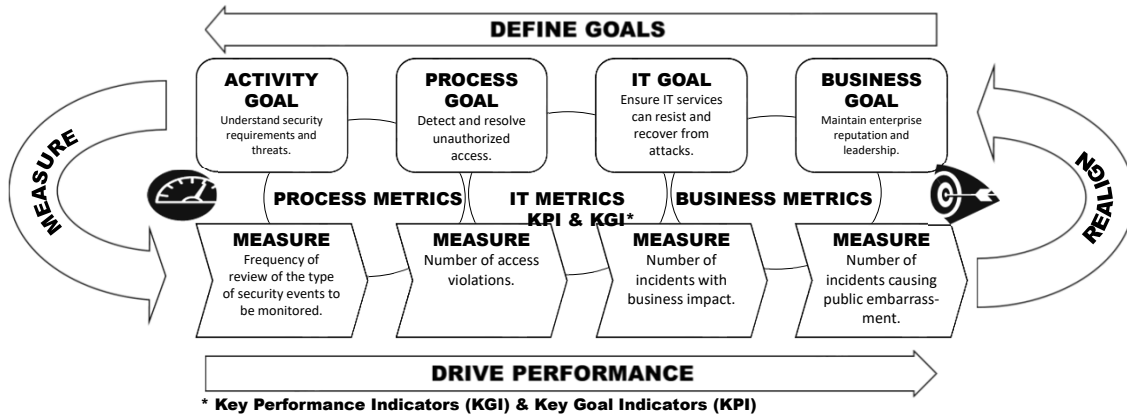 DEFINE GOALS
ACTIVITY
GOAL
Understand security
requirements and
threats.
PROCESS
GOAL
Detect and resolve
unauthorized
access.
IT GOAL
Ensure IT services
can resist and
recover from
attacks.
BUSINESS
GOAL
Maintain enterprise
reputation and
leadership.
MEASURE
REALIGN
PROCESS METRICS
IT METRICS
KPI & KGI*
BUSINESS METRICS
MEASURE
Frequency of
review of the type
of security events to
be monitored.
MEASURE
Number of access
violations.
MEASURE
Number of
incidents with
business impact.
MEASURE
Number of
incidents causing
public embarrass-
ment.
DRIVE PERFORMANCE
* Key Performance Indicators (KGI) & Key Goal Indicators (KPI)